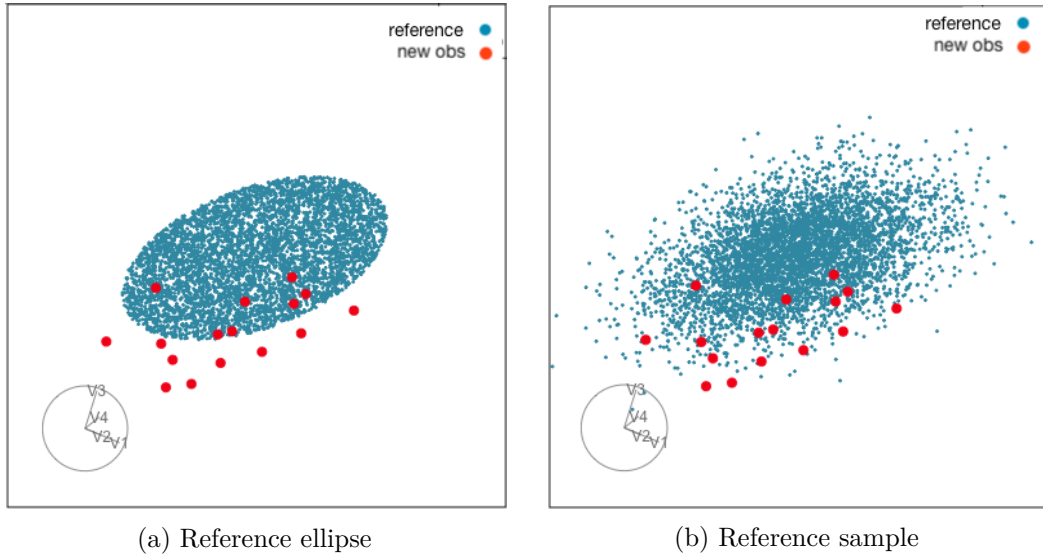 reference
new obs
V3
V4
V2
V1
(a) Reference ellipse
reference
new obs
V3
V4
V2
V1
(b) Reference sample